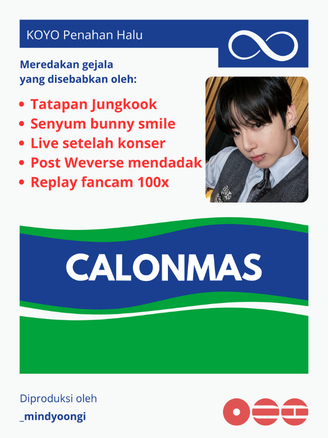 KOYO Penahan Halu
Meredakan gejala
yang disebabkan oleh:
• Tatapan Jungkook
• Senyum bunny smile
• Live setelah konser
• Post Weverse mendadak
• Replay fancam 100x
CALONMAS
Diproduksi oleh
_mindyoongi